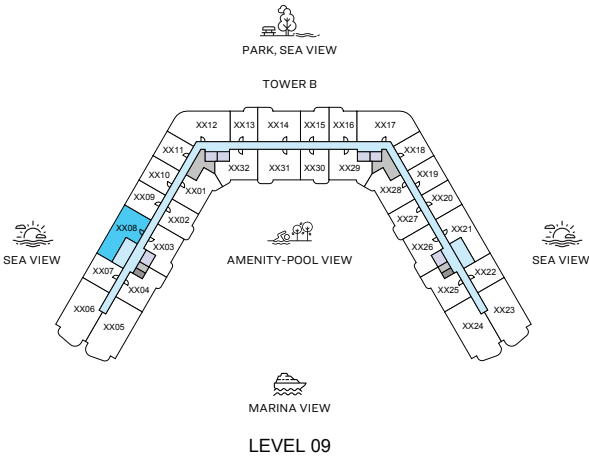 PARK, SEA VIEW
TOWER B
XX12 XX13 XX14 XX15 XX16 XX17
XX11 XX18
XX32 XX31 XX30 XX29
XX10 XX19
XX01 XX28
XX09 XX20
XX02 XX27
XX08 XX21
XX03 XX26
SEA VIEW AMENITY-POOL VIEW SEA VIEW
XX07 XX22
XX04 XX25
XX06 XX23
XX05 XX24
MARINA VIEW
LEVEL 09